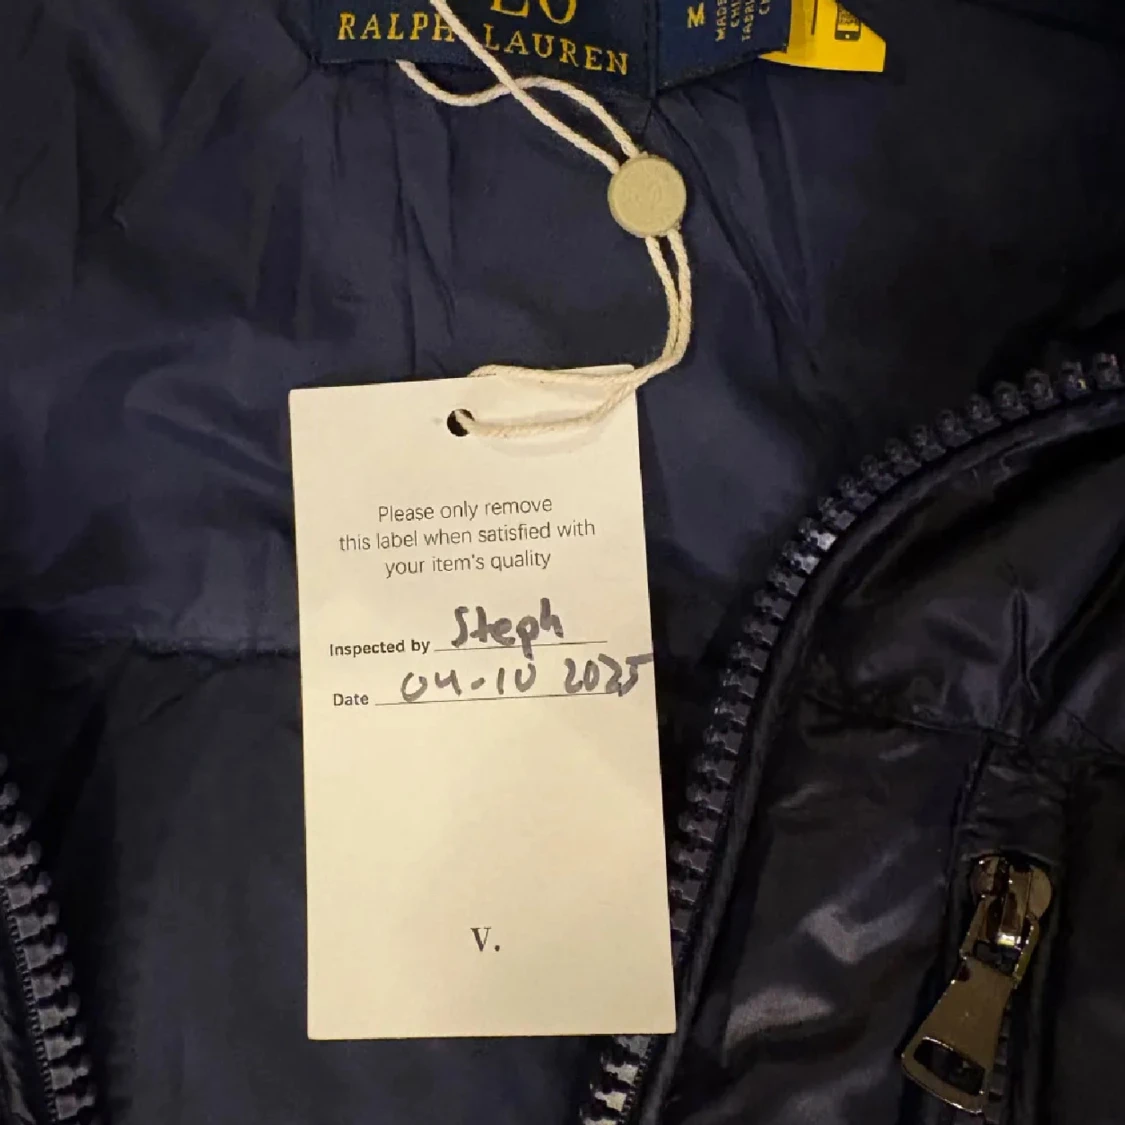 RALPH LAUREN
M
Please only remove
this label when satisfied with
your item's quality
Inspected by Steph
Date 04-10 2025
V.